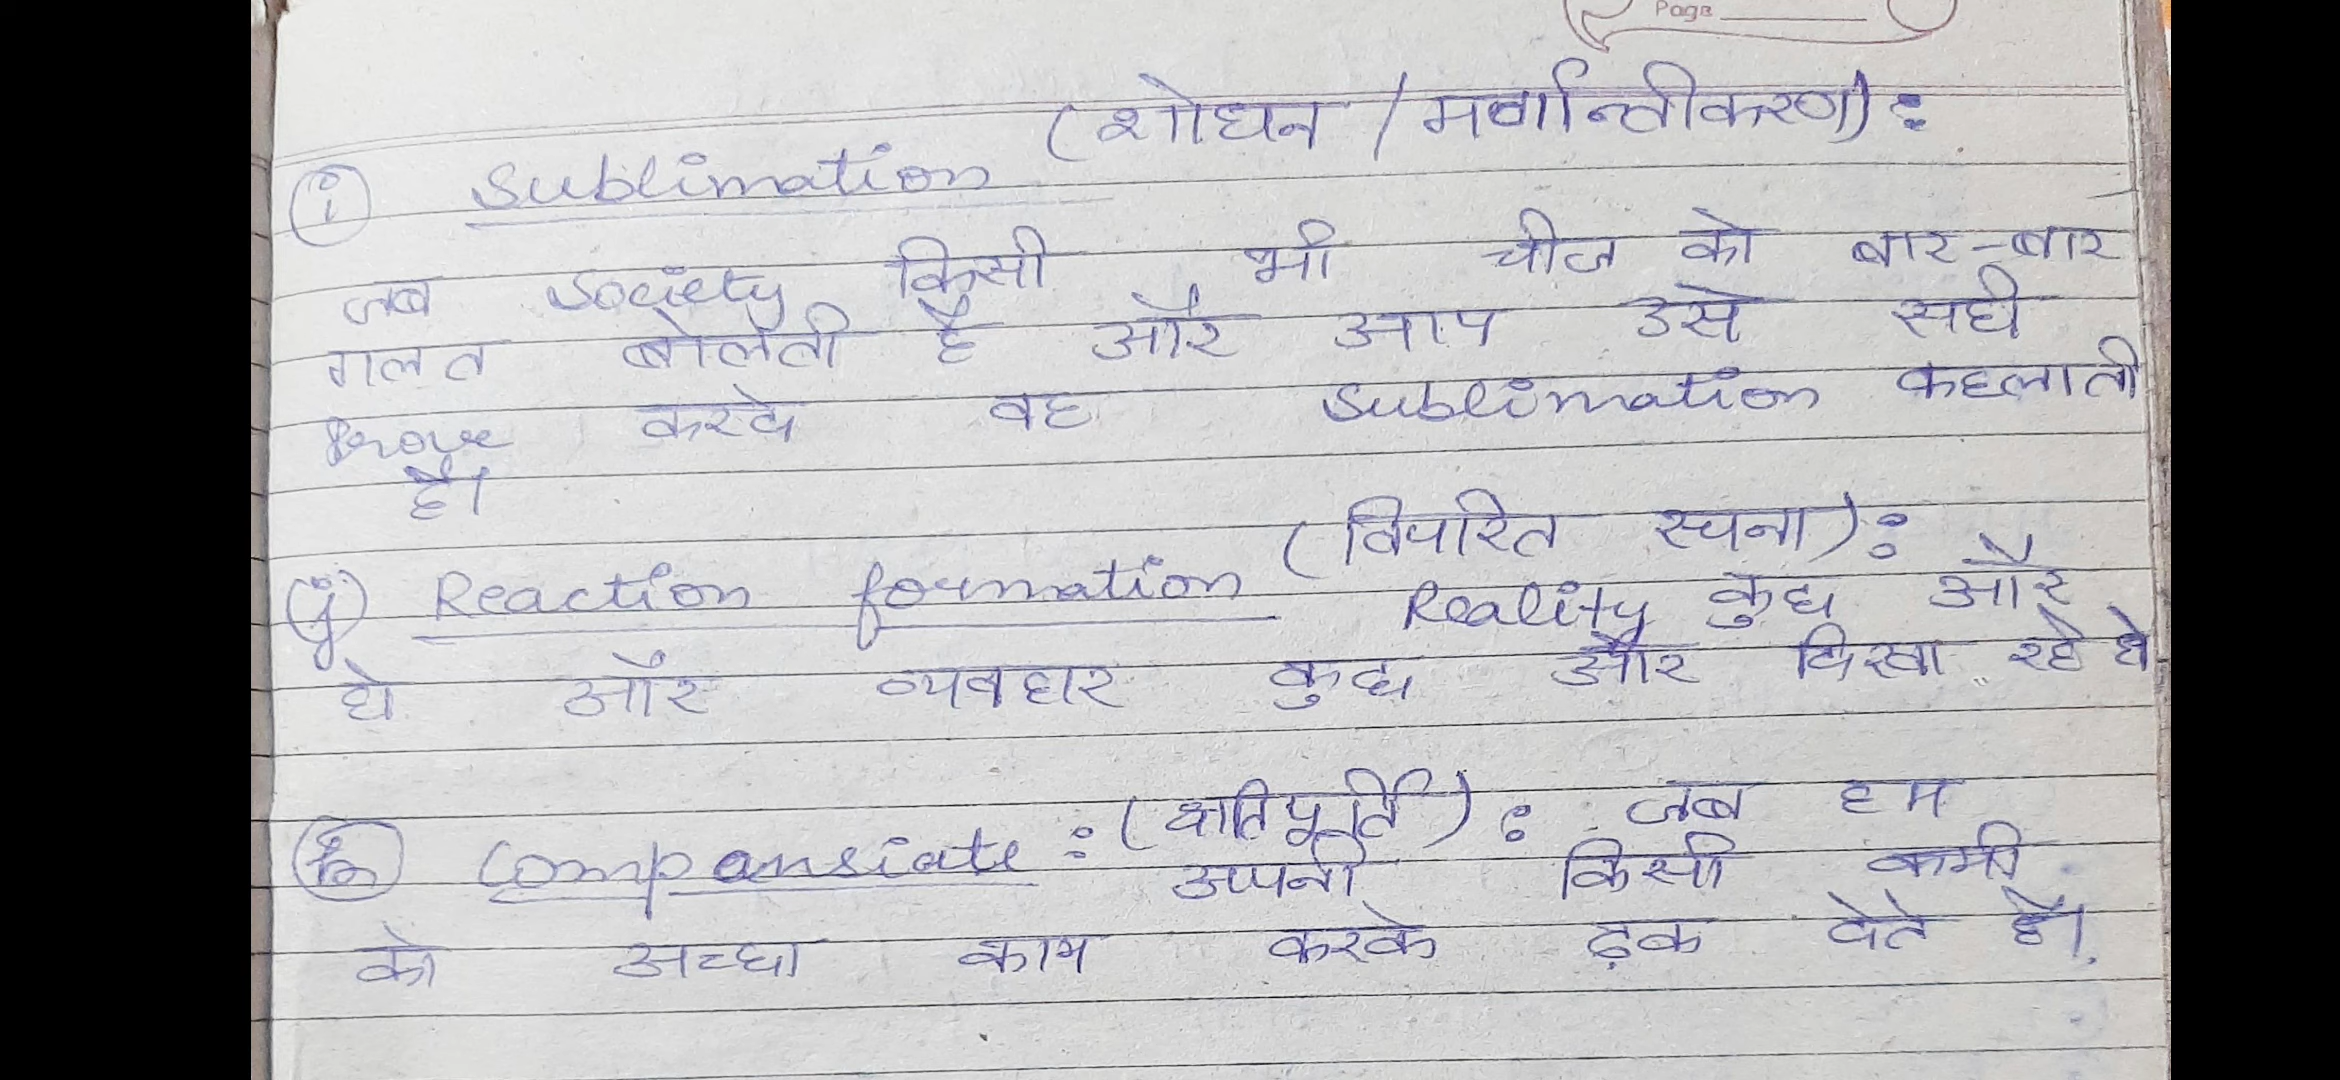 Page
(शोधन / मर्गान्तीकरण) :
(i) Sublimation
जब society किसी भी चीज को बार-बार
गलत बोलती है और आप उसे सही
Prove करदे वह sublimation कहलाती
है।
(j) Reaction formation (विपरित रचना) :
Reality कुछ और
हो और व्यवहार कुछ और दिखा रहे हो
(k) Compansiate : (क्षतिपूर्ति) : जब हम
अपनी किसी कमी
को अच्छा काम करके ढ़क देते है।